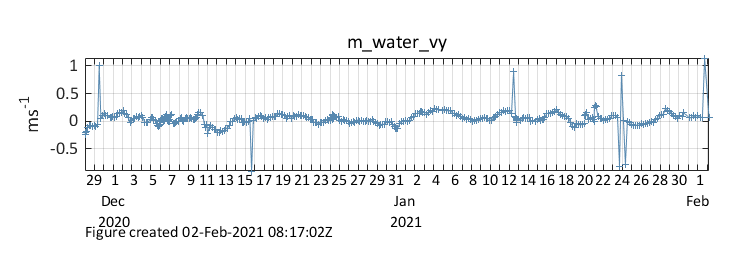 m_water_vy
1
0.5
0
-0.5
ms-1
29 1 3 5 7 9 11 13 15 17 19 21 23 25 27 29 31 2 4 6 8 10 12 14 16 18 20 22 24 26 28 30 1
Dec Jan Feb
2020 2021
Figure created 02-Feb-2021 08:17:02Z